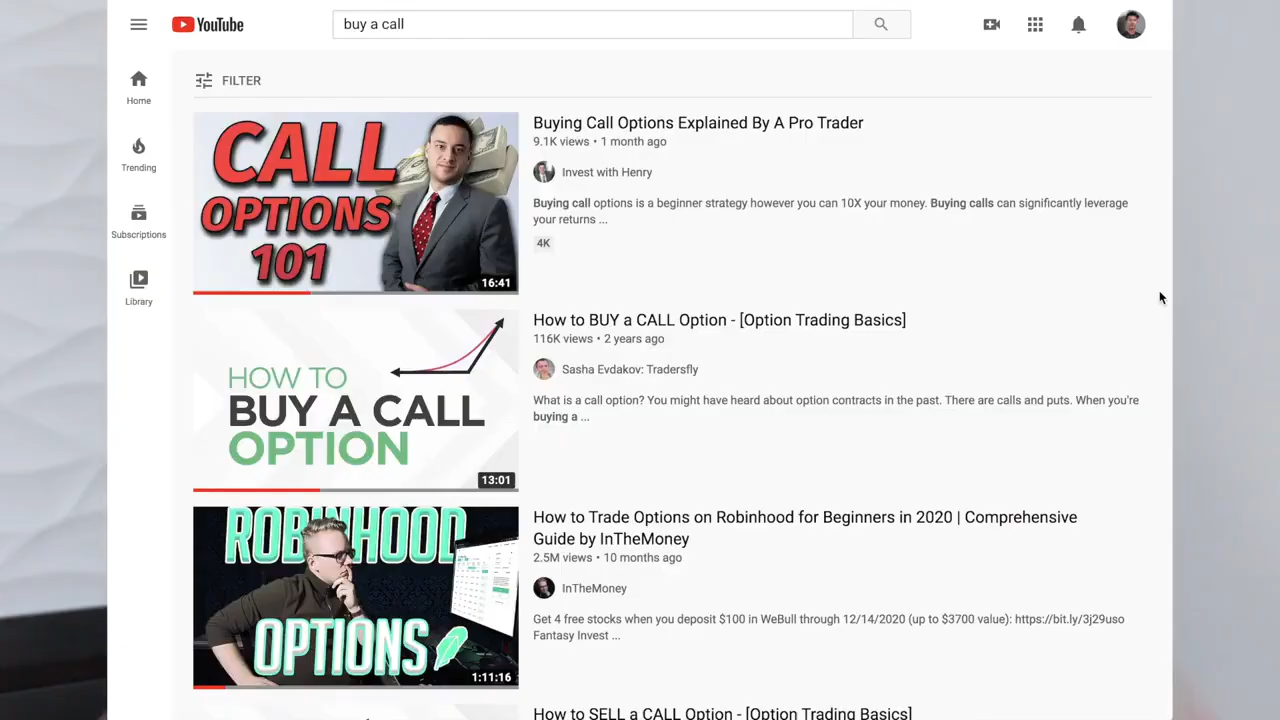 YouTube
buy a call
Home
Trending
Subscriptions
Library
FILTER
CALL
OPTIONS
101
16:41
Buying Call Options Explained By A Pro Trader
9.1K views • 1 month ago
Invest with Henry
Buying call options is a beginner strategy however you can 10X your money. Buying calls can significantly leverage
your returns ...
4K
HOW TO
BUY A CALL
OPTION
13:01
How to BUY a CALL Option - [Option Trading Basics]
116K views • 2 years ago
Sasha Evdakov: Tradersfly
What is a call option? You might have heard about option contracts in the past. There are calls and puts. When you're
buying a ...
ROBINHOOD
OPTIONS
1:11:16
How to Trade Options on Robinhood for Beginners in 2020 | Comprehensive
Guide by InTheMoney
2.5M views • 10 months ago
InTheMoney
Get 4 free stocks when you deposit $100 in WeBull through 12/14/2020 (up to $3700 value): https://bit.ly/3j29uso
Fantasy Invest ...
How to SELL a CALL Option - [Option Trading Basics]